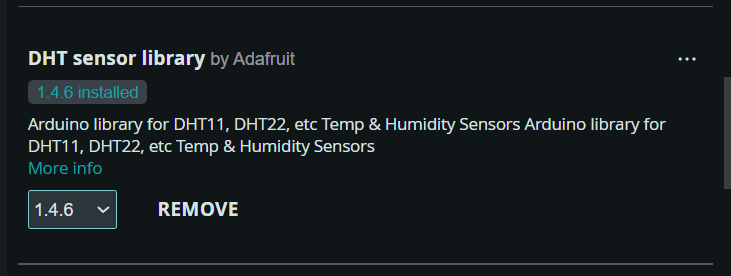 DHT sensor library by Adafruit
1.4.6 installed
Arduino library for DHT11, DHT22, etc Temp & Humidity Sensors Arduino library for
DHT11, DHT22, etc Temp & Humidity Sensors
More info
1.4.6 REMOVE